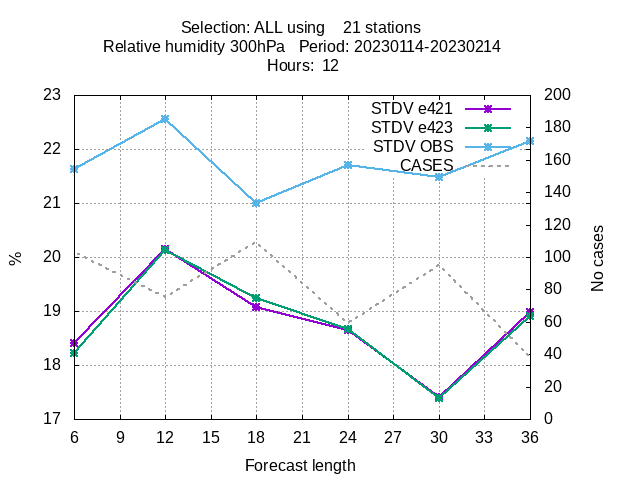 Selection: ALL using    21 stations
Relative humidity 300hPa   Period: 20230114-20230214
Hours:  12
23
22
21
20
19
18
17
%
200
180
160
140
120
100
80
60
40
20
0
No cases
STDV e421
STDV e423
STDV OBS
CASES
6 9 12 15 18 21 24 27 30 33 36
Forecast length